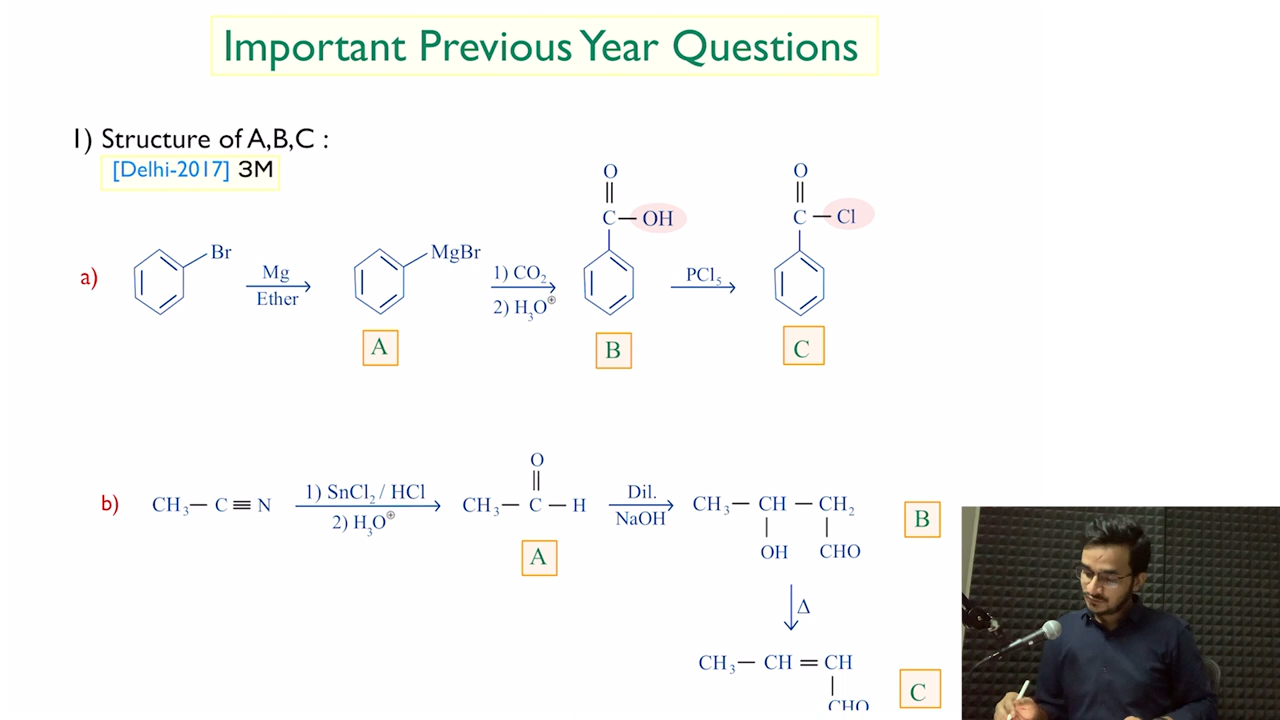 Important Previous Year Questions
1) Structure of A,B,C :
[Delhi-2017] 3M
a)
Br
Mg
Ether
MgBr
A
1) CO₂
2) H₃O⊕
O
C — OH
B
PCl₅
O
C — Cl
C
b) CH₃ — C ≡ N
1) SnCl₂ / HCl
2) H₃O⊕
O
CH₃ — C — H
A
Dil.
NaOH
CH₃ — CH — CH₂
OH CHO
B
Δ
CH₃ — CH = CH
CHO
C